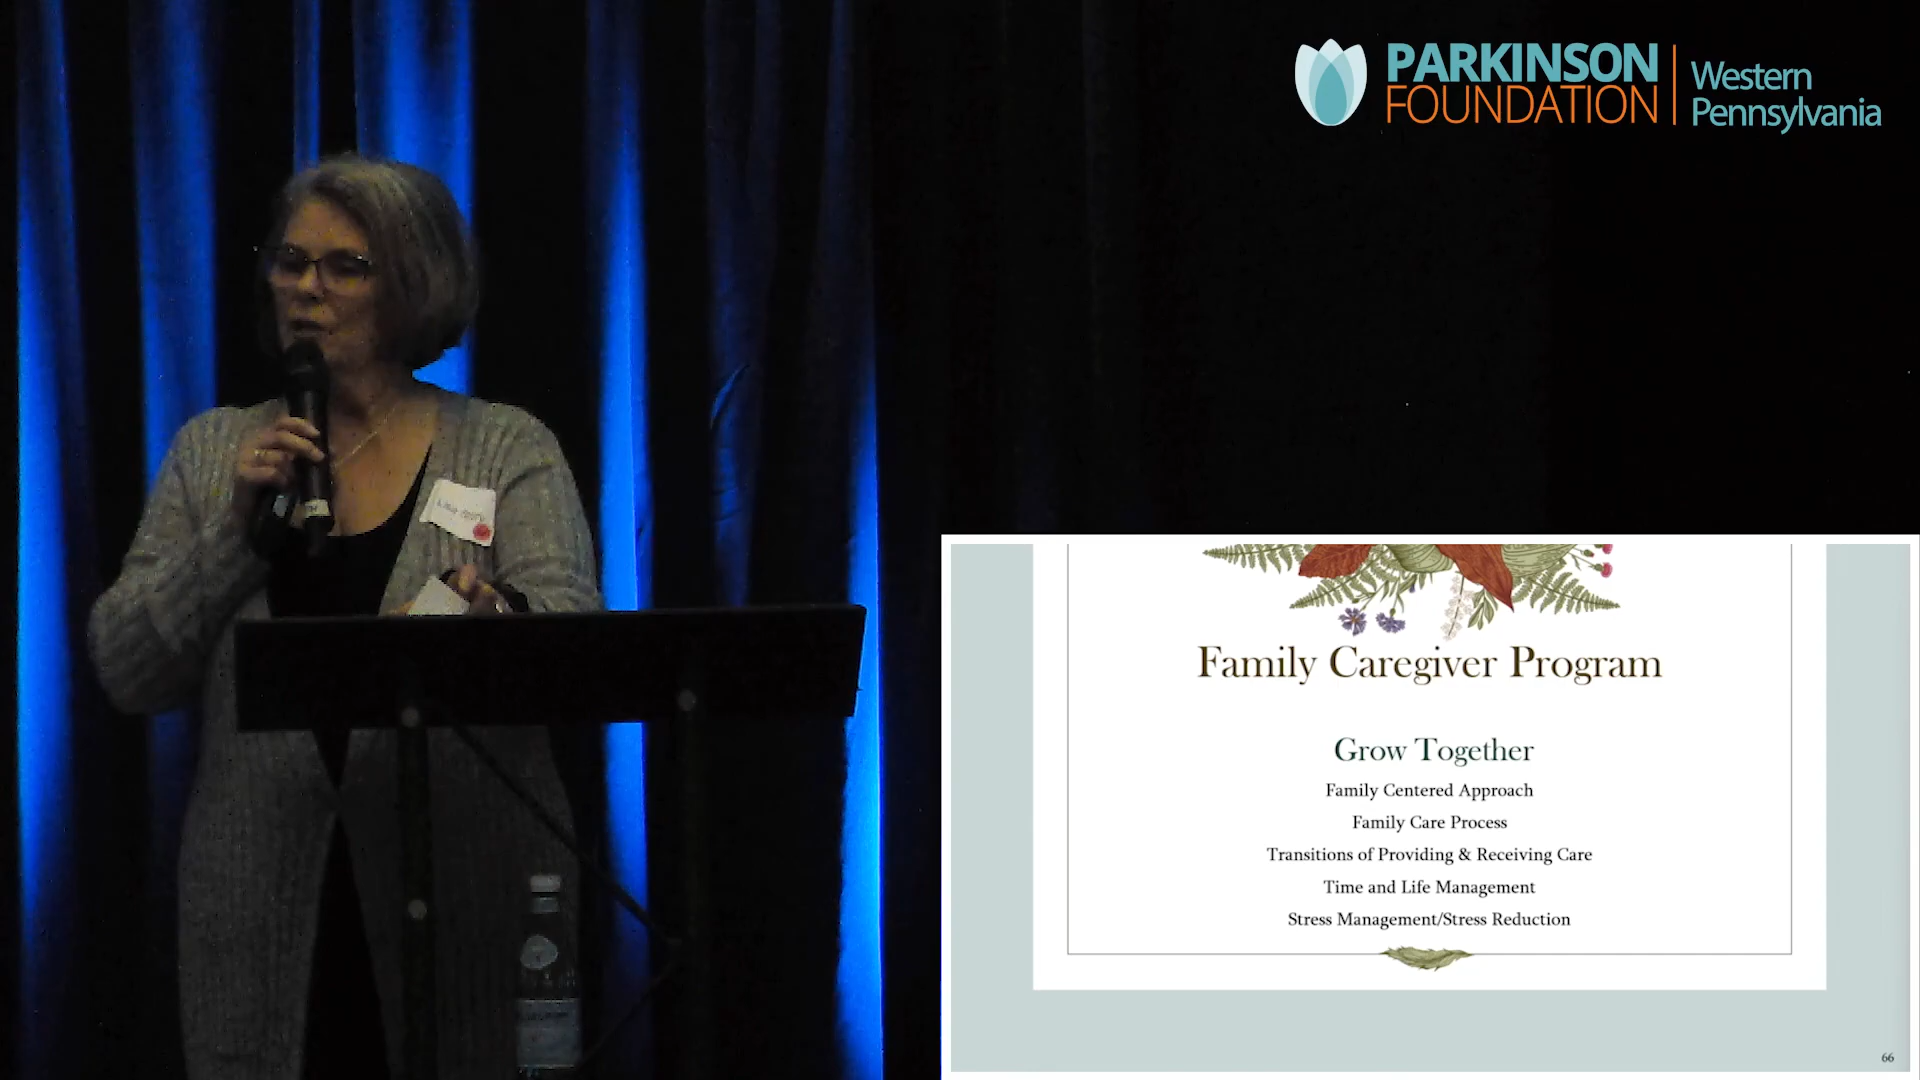 PARKINSON
FOUNDATION
Western
Pennsylvania
Family Caregiver Program
Grow Together
Family Centered Approach
Family Care Process
Transitions of Providing & Receiving Care
Time and Life Management
Stress Management/Stress Reduction
66